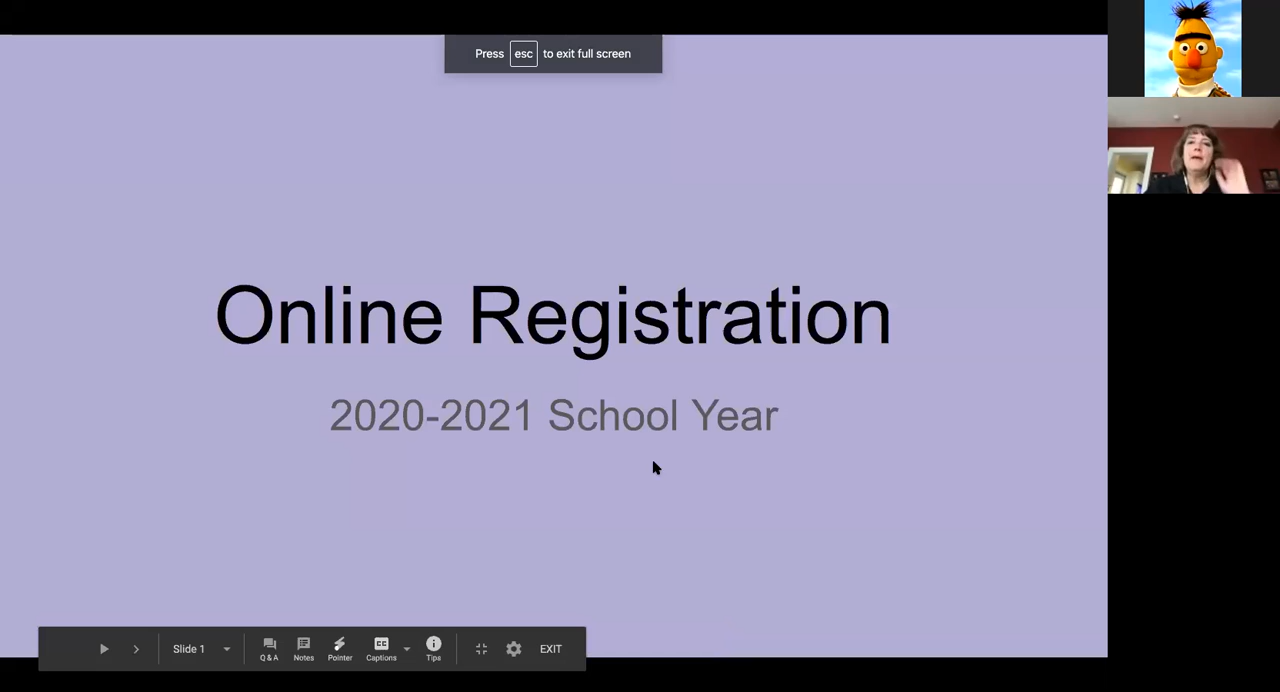 Press esc to exit full screen
Online Registration
2020-2021 School Year
Slide 1
Q & A
Notes
Pointer
CC
Captions
Tips
EXIT